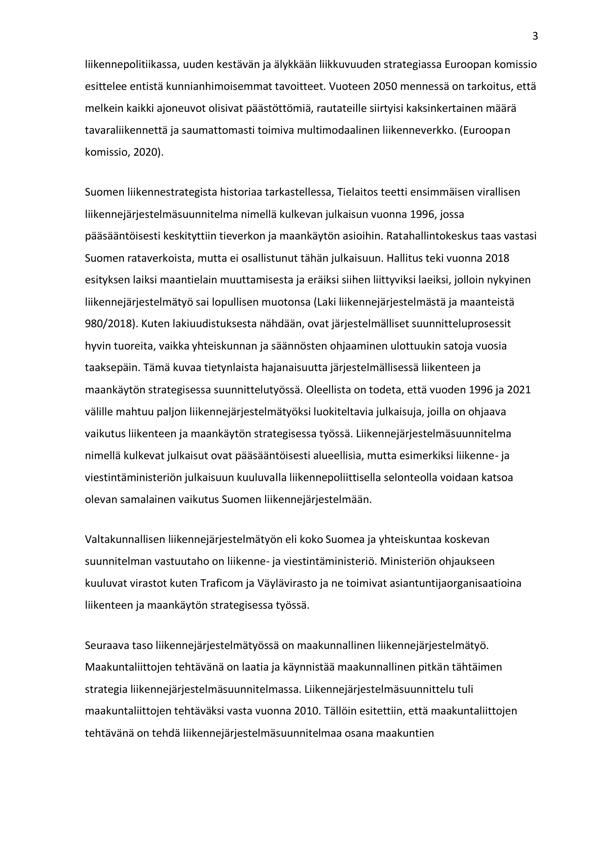 3
liikennepolitiikassa, uuden kestävän ja älykkään liikkuvuuden strategiassa Euroopan komissio
esittelee entistä kunnianhimoisemmat tavoitteet. Vuoteen 2050 mennessä on tarkoitus, että
melkein kaikki ajoneuvot olisivat päästöttömiä, rautateille siirtyisi kaksinkertainen määrä
tavaraliikennettä ja saumattomasti toimiva multimodaalinen liikenneverkko. (Euroopan
komissio, 2020).
Suomen liikennestrategista historiaa tarkastellessa, Tielaitos teetti ensimmäisen virallisen
liikennejärjestelmäsuunnitelma nimellä kulkevan julkaisun vuonna 1996, jossa
pääsääntöisesti keskityttiin tieverkon ja maankäytön asioihin. Ratahallintokeskus taas vastasi
Suomen rataverkoista, mutta ei osallistunut tähän julkaisuun. Hallitus teki vuonna 2018
esityksen laiksi maantielain muuttamisesta ja eräiksi siihen liittyviksi laeiksi, jolloin nykyinen
liikennejärjestelmätyö sai lopullisen muotonsa (Laki liikennejärjestelmästä ja maanteistä
980/2018). Kuten lakiuudistuksesta nähdään, ovat järjestelmälliset suunnitteluprosessit
hyvin tuoreita, vaikka yhteiskunnan ja säännösten ohjaaminen ulottuukin satoja vuosia
taaksepäin. Tämä kuvaa tietynlaista hajanaisuutta järjestelmällisessä liikenteen ja
maankäytön strategisessa suunnittelutyössä. Oleellista on todeta, että vuoden 1996 ja 2021
välille mahtuu paljon liikennejärjestelmätyöksi luokiteltavia julkaisuja, joilla on ohjaava
vaikutus liikenteen ja maankäytön strategisessa työssä. Liikennejärjestelmäsuunnitelma
nimellä kulkevat julkaisut ovat pääsääntöisesti alueellisia, mutta esimerkiksi liikenne- ja
viestintäministeriön julkaisuun kuuluvalla liikennepoliittisella selonteolla voidaan katsoa
olevan samalainen vaikutus Suomen liikennejärjestelmään.
Valtakunnallisen liikennejärjestelmätyön eli koko Suomea ja yhteiskuntaa koskevan
suunnitelman vastuutaho on liikenne- ja viestintäministeriö. Ministeriön ohjaukseen
kuuluvat virastot kuten Traficom ja Väylävirasto ja ne toimivat asiantuntijaorganisaatioina
liikenteen ja maankäytön strategisessa työssä.
Seuraava taso liikennejärjestelmätyössä on maakunnallinen liikennejärjestelmätyö.
Maakuntaliittojen tehtävänä on laatia ja käynnistää maakunnallinen pitkän tähtäimen
strategia liikennejärjestelmäsuunnitelmassa. Liikennejärjestelmäsuunnittelu tuli
maakuntaliittojen tehtäväksi vasta vuonna 2010. Tällöin esitettiin, että maakuntaliittojen
tehtävänä on tehdä liikennejärjestelmäsuunnitelmaa osana maakuntien